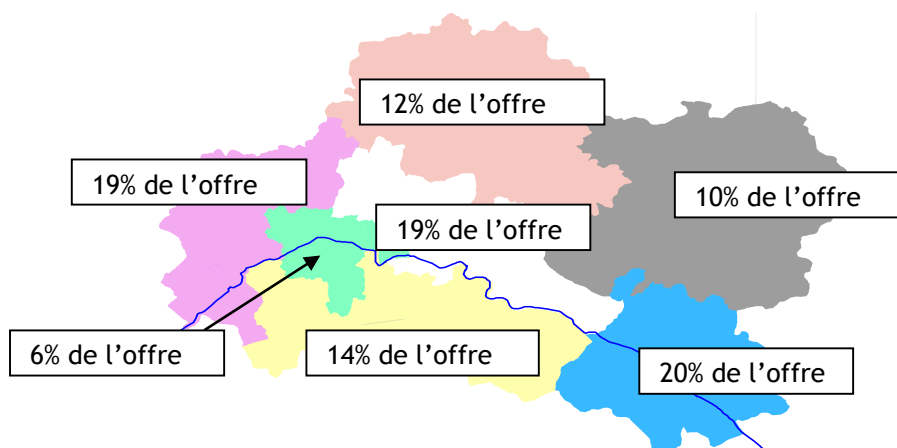 12% de l’offre
19% de l’offre
10% de l’offre
19% de l’offre
6% de l’offre
14% de l’offre
20% de l’offre